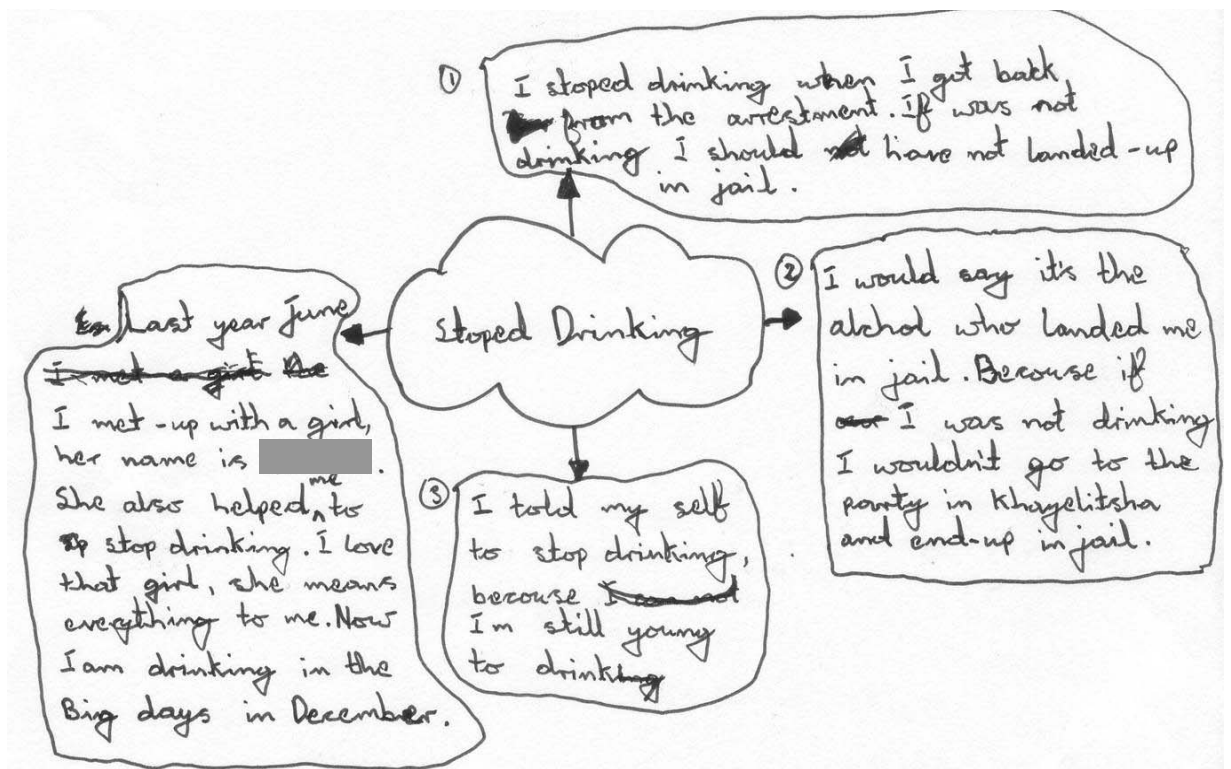 ①
I stoped drinking when I got back
from the arrestment. If was not
drinking I should have not landed-up
in jail.
Stoped Drinking
②
I would say it's the
alchol who landed me
in jail. Because if
I was not drinking
I wouldn't go to the
party in Khayelitsha
and end-up in jail.
③
I told my self
to stop drinking,
becouse
I'm still young
to drink
Last year June
I met a girl
I met-up with a girl,
her name is
.
me
She also helped ^ to
stop drinking. I love
that girl, she means
everything to me. Now
I am drinking in the
Big days in December.